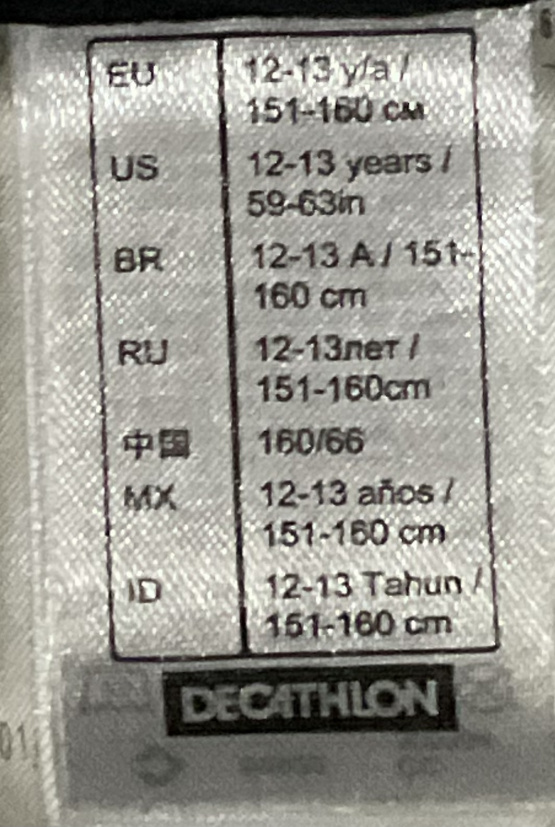 EU 12-13 y/a /
151-160 см
US 12-13 years /
59-63in
BR 12-13 A / 151-
160 cm
RU 12-13лет /
151-160cm
中国 160/66
MX 12-13 años /
151-160 cm
ID 12-13 Tahun /
151-160 cm
DECATHLON
01